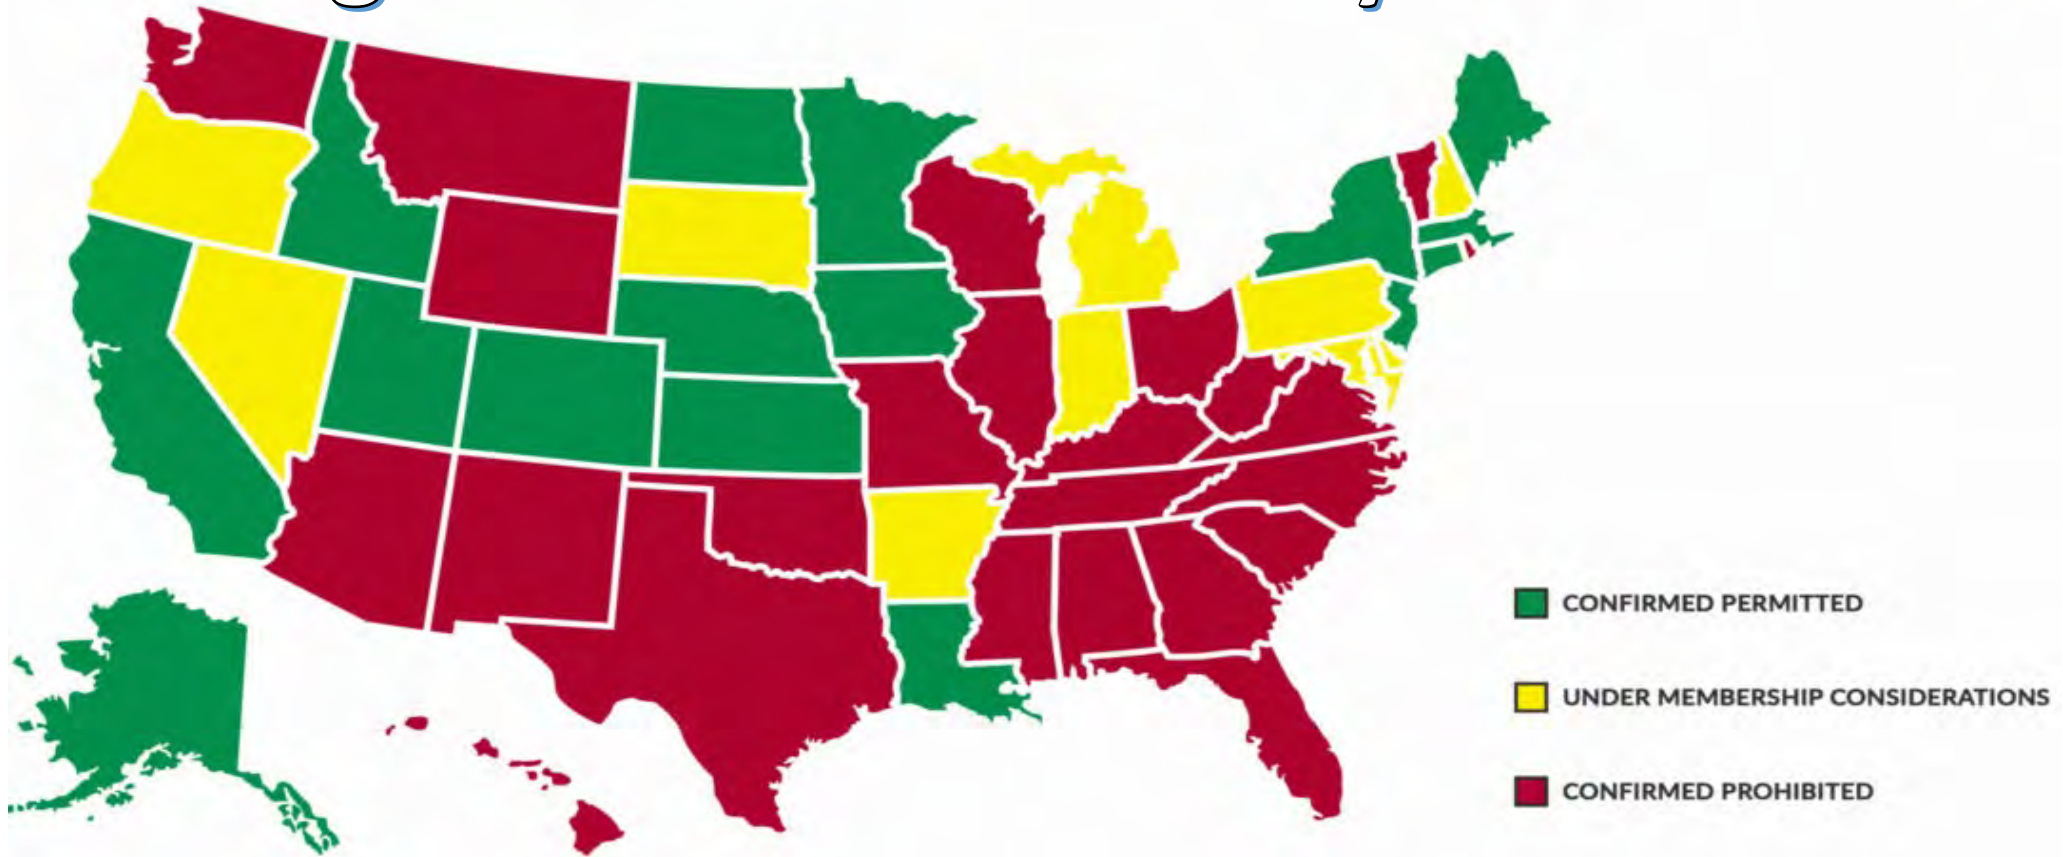 CONFIRMED PERMITTED
UNDER MEMBERSHIP CONSIDERATIONS
CONFIRMED PROHIBITED